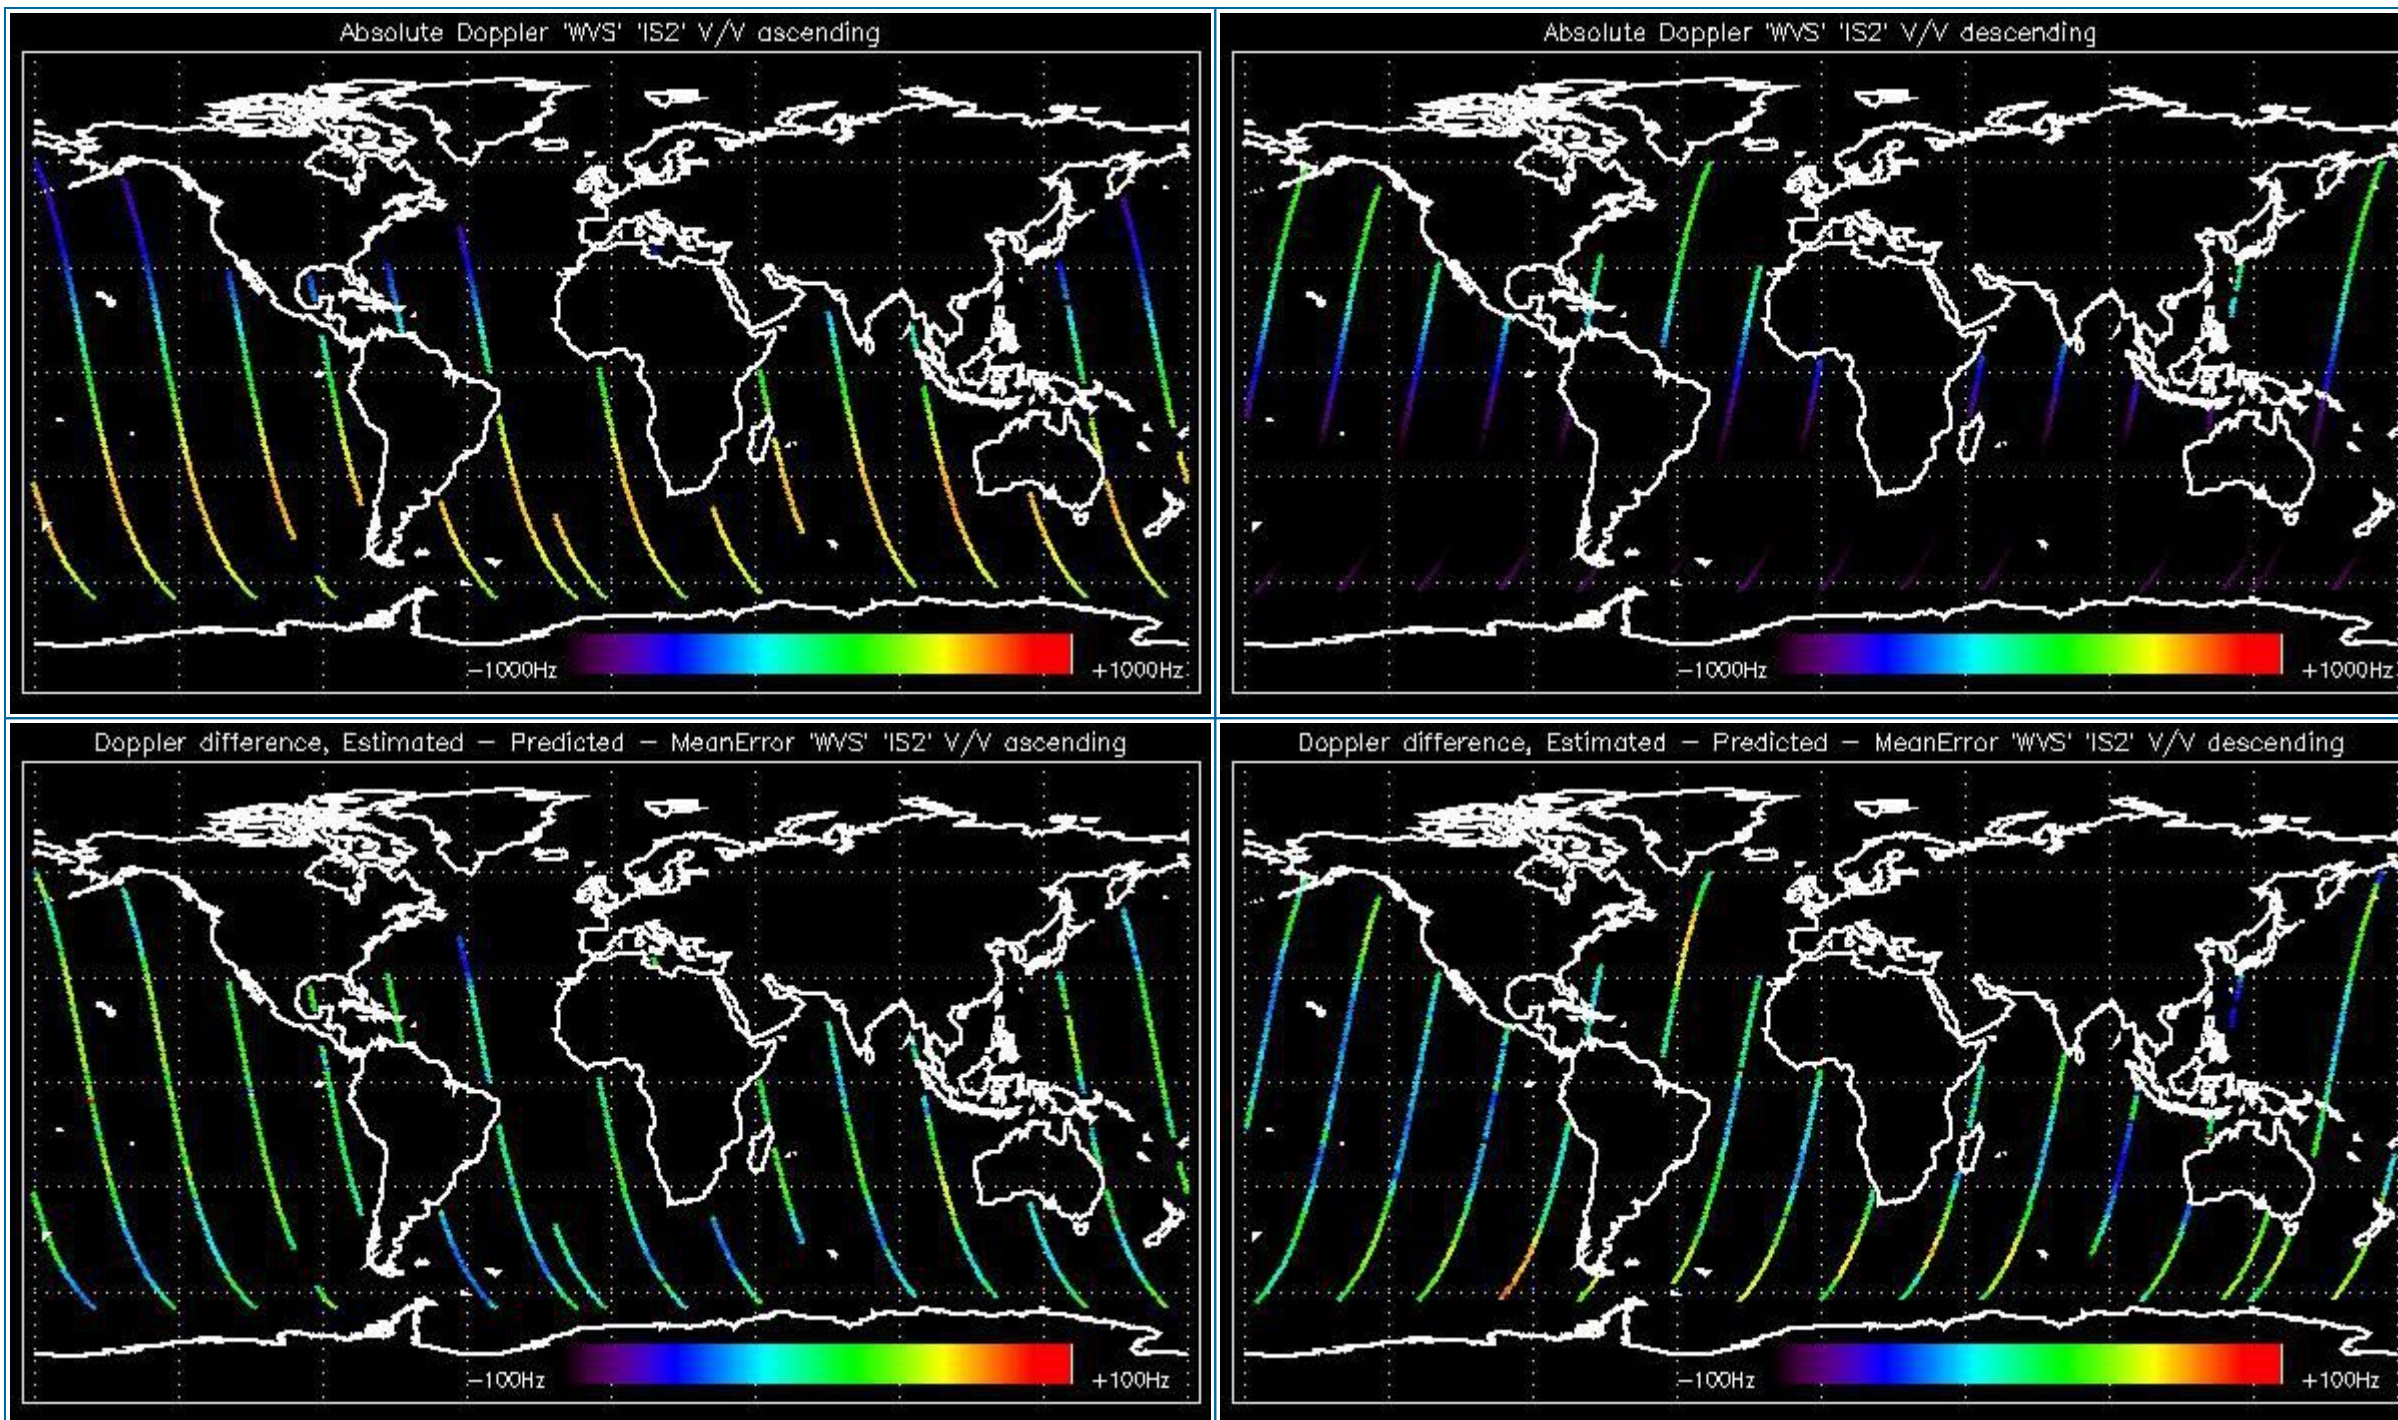 Absolute Doppler 'WVS' 'IS2' V/V ascending
-1000Hz
+1000Hz
Absolute Doppler 'WVS' 'IS2' V/V descending
-1000Hz
+1000Hz
Doppler difference, Estimated - Predicted - MeanError 'WVS' 'IS2' V/V ascending
-100Hz
+100Hz
Doppler difference, Estimated - Predicted - MeanError 'WVS' 'IS2' V/V descending
-100Hz
+100Hz